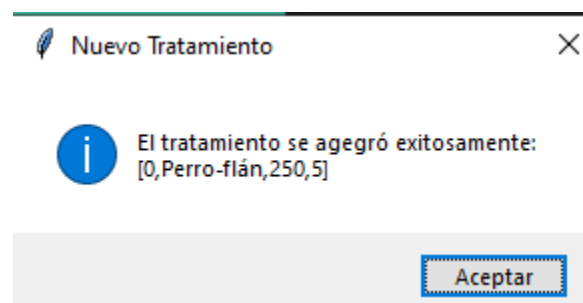 Nuevo Tratamiento
El tratamiento se agegró exitosamente:
[0,Perro-flán,250,5]
Aceptar